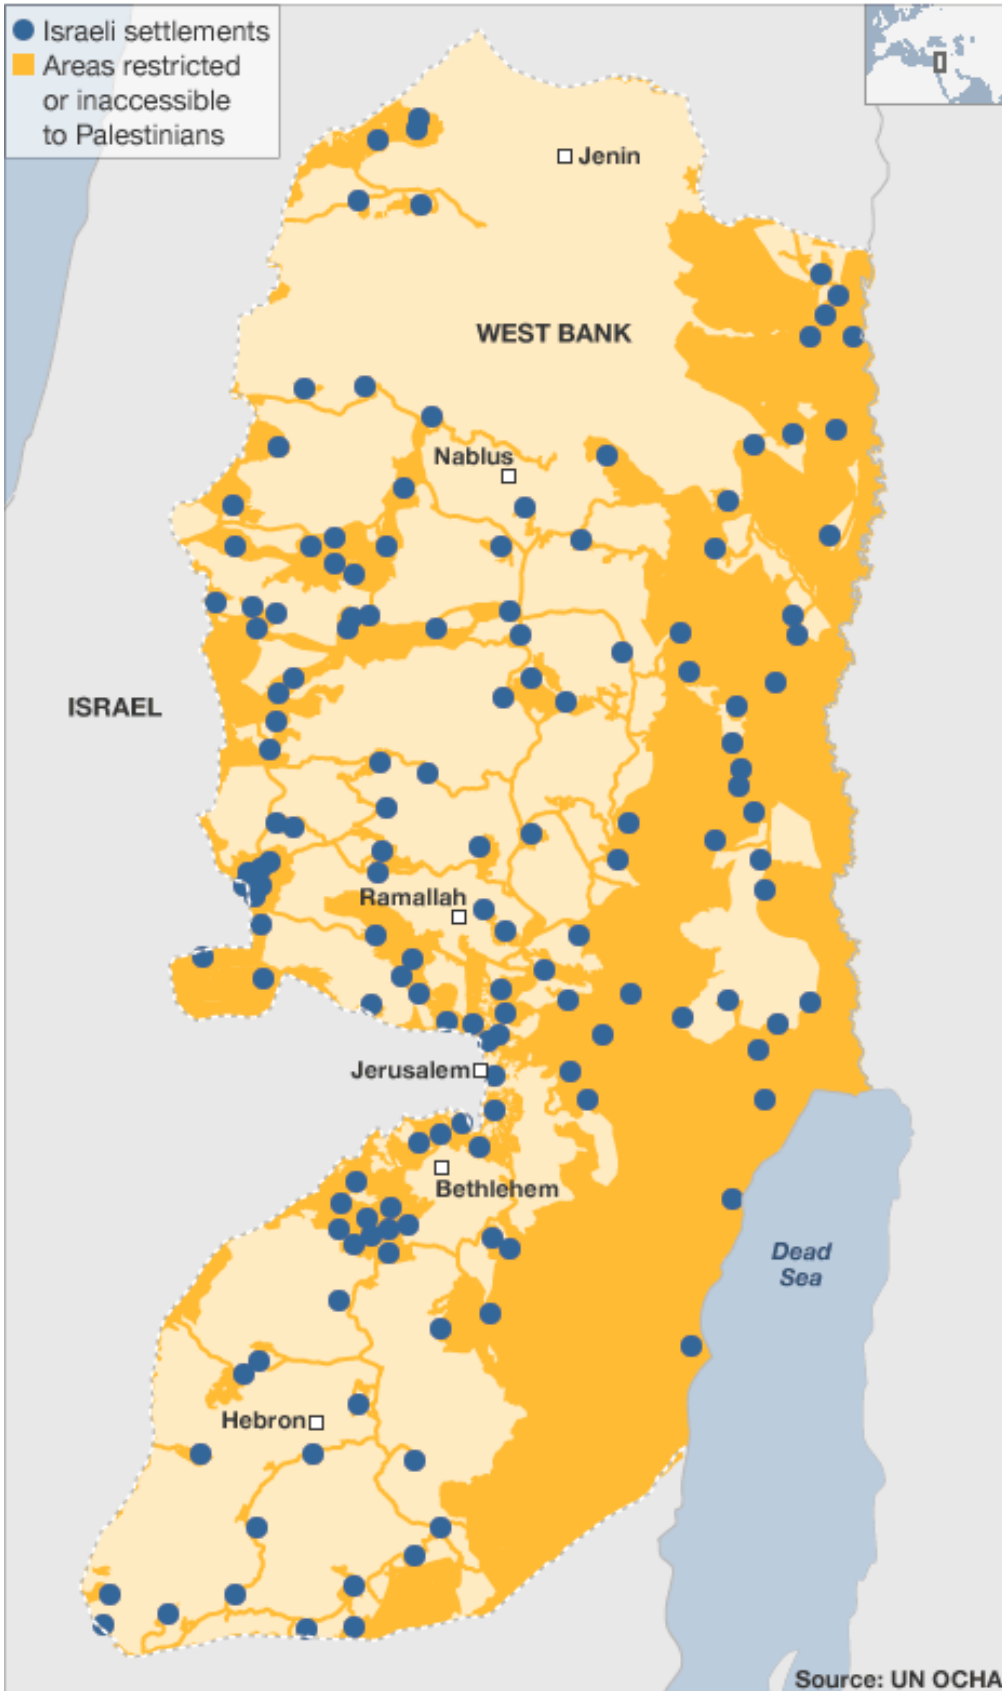 Israeli settlements
Areas restricted
or inaccessible
to Palestinians
Jenin
WEST BANK
Nablus
ISRAEL
Ramallah
Jerusalem
Bethlehem
Dead
Sea
Hebron
Source: UN OCHA